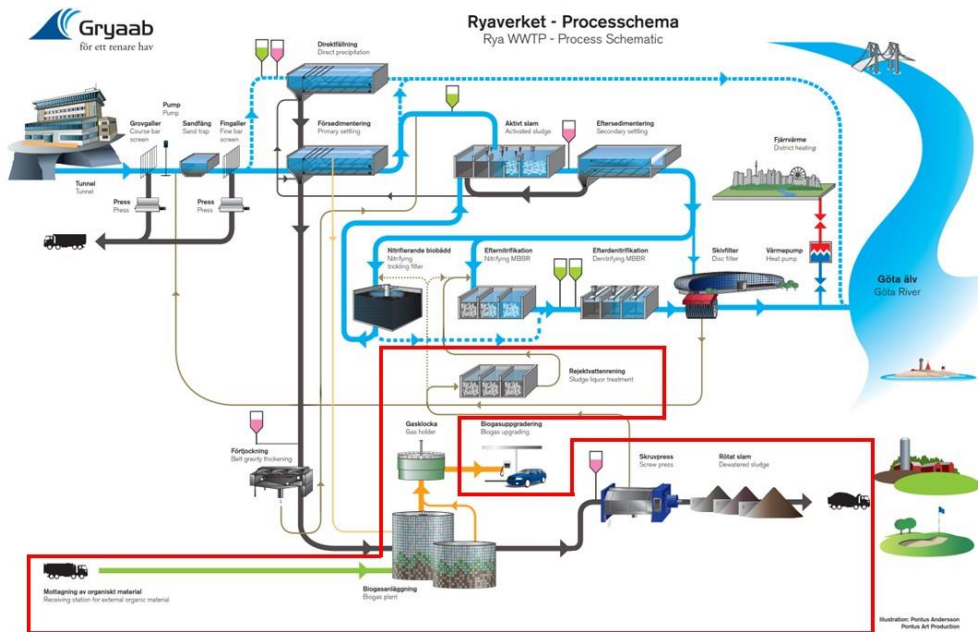 Gryaab
för ett renare hav
Ryaverket - Processchema
Rya WWTP - Process Schematic
Direktfällning
Direct precipitation
Pump
Pump
Grovgaller
Course bar
screen
Sandfång
Sand trap
Fingaller
Fine bar
screen
Försedimentering
Primary settling
Aktivt slam
Activated sludge
Eftersedimentering
Secondary settling
Fjärrvärme
District heating
Tunnel
Tunnel
Press
Press
Press
Press
Nitrifierande biobädd
Nitrifying
trickling filter
Efternitrifikation
Nitrifying MBBR
Efterdenitrifikation
Denitrifying MBBR
Skivfilter
Disc filter
Värmepump
Heat pump
Göta älv
Göta River
Rejektvattenrening
Sludge liquor treatment
Gasklocka
Gas holder
Biogasuppgradering
Biogas upgrading
Förtjockning
Belt gravity thickening
Skruvpress
Screw press
Rötat slam
Dewatered sludge
Mottagning av organiskt material
Receiving station for external organic material
Biogasanläggning
Biogas plant
Illustration: Pontus Andersson
Pontus Art Production